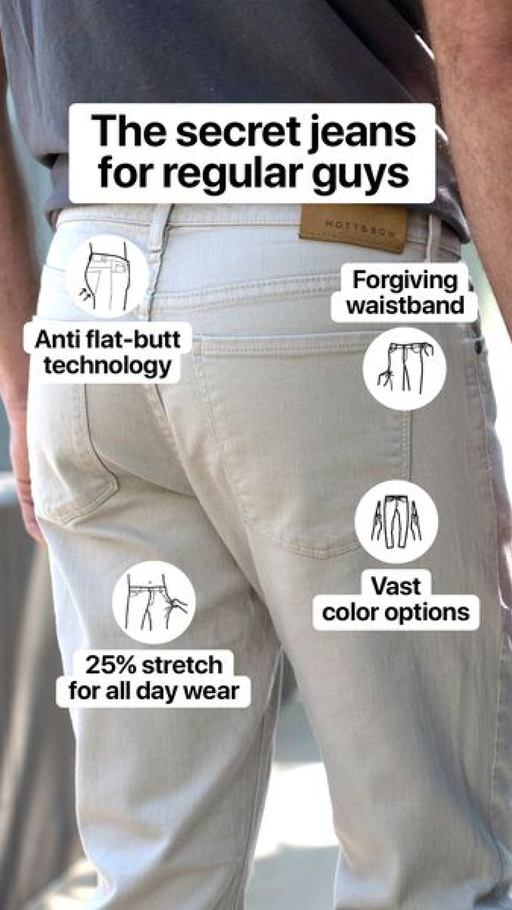 The secret jeans
for regular guys
MOTT&BOW
Forgiving
waistband
Anti flat-butt
technology
Vast
color options
25% stretch
for all day wear